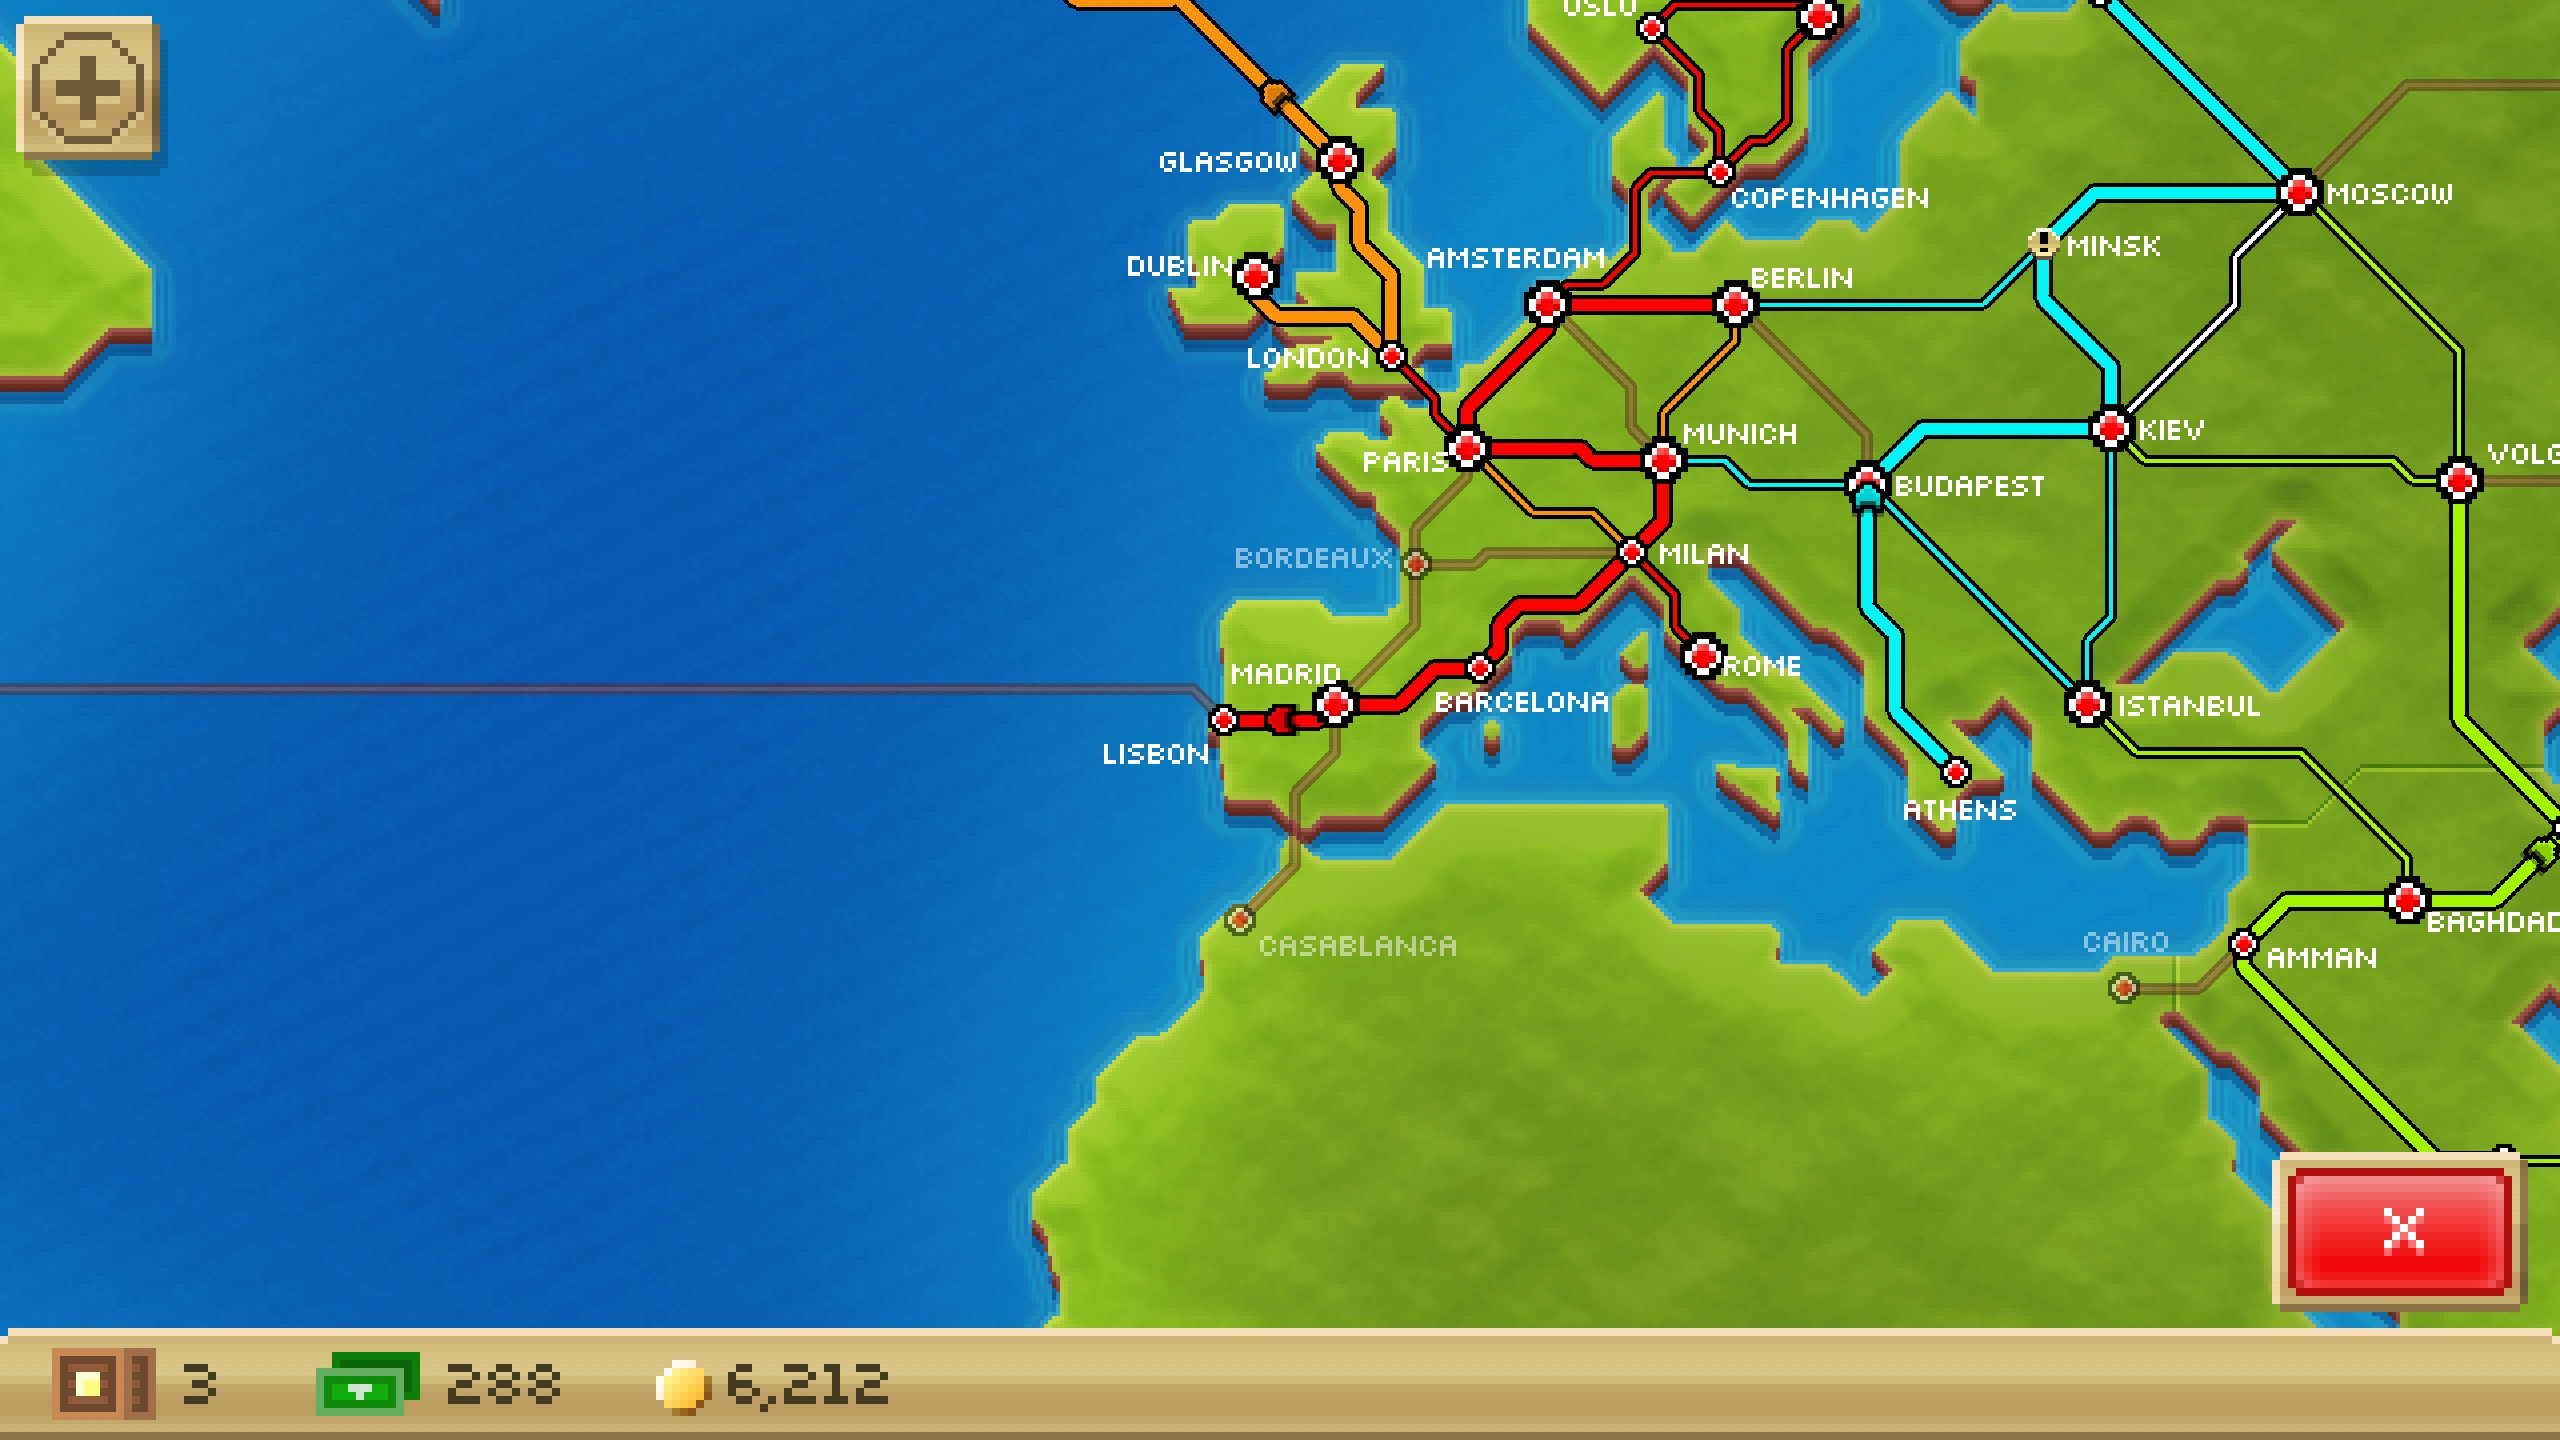 OSLO
GLASGOW
COPENHAGEN
MOSCOW
MINSK
AMSTERDAM
DUBLIN
BERLIN
LONDON
MUNICH
KIEV
PARIS
BUDAPEST
BORDEAUX
MILAN
MADRID
ROME
BARCELONA
ISTANBUL
LISBON
ATHENS
BAGHDAD
CASABLANCA
CAIRO
AMMAN
X
3
288
6,212